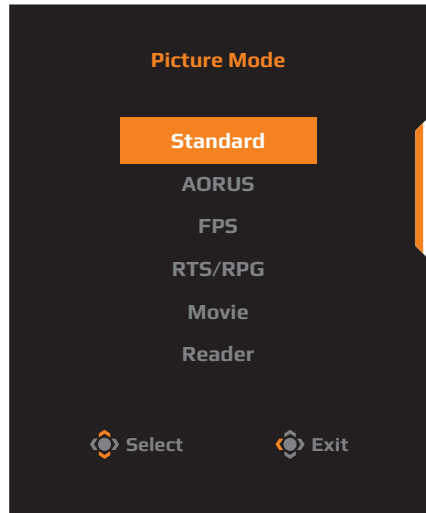 Picture Mode
Standard
AORUS
FPS
RTS/RPG
Movie
Reader
Select Exit